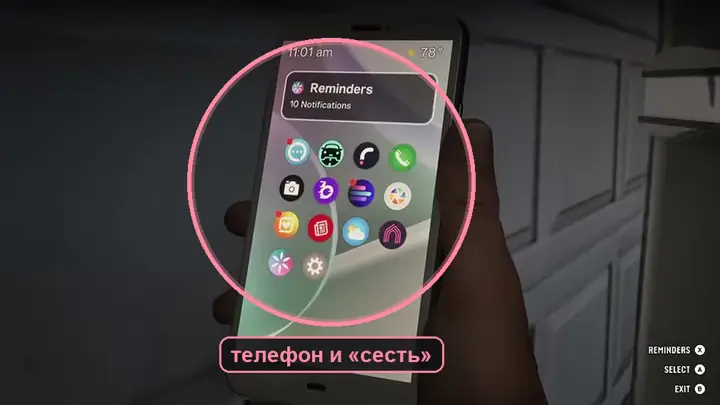 11:01 am 78°
Reminders
10 Notifications
телефон и «сесть»
REMINDERS X
SELECT A
EXIT B